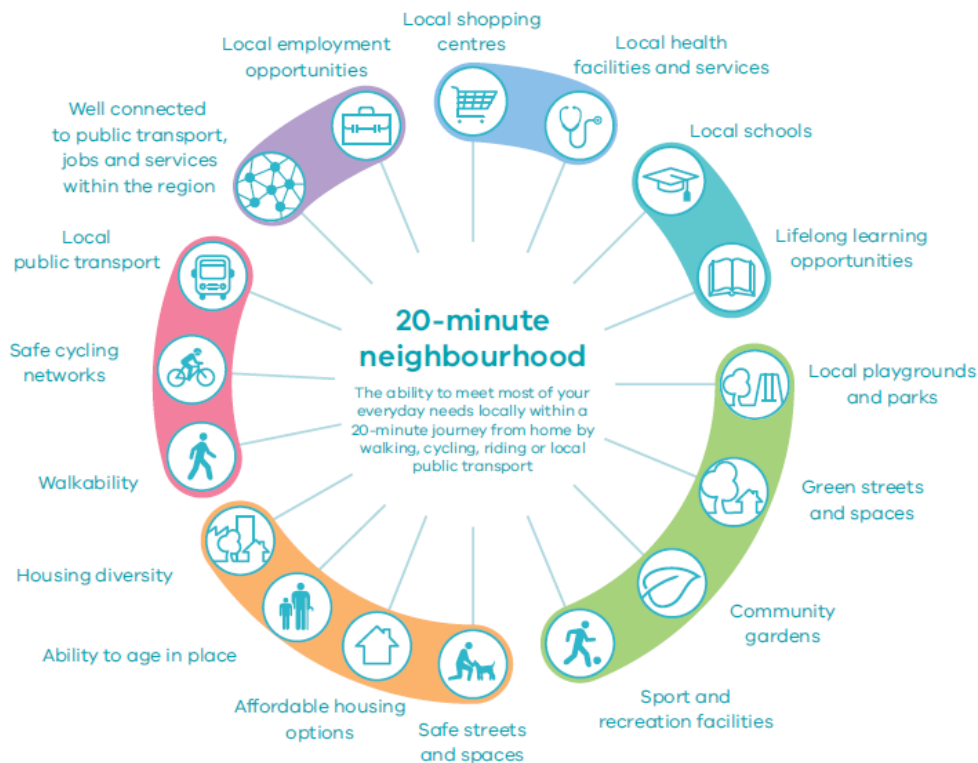 Local shopping
centres
Local health
facilities and services
Local schools
Lifelong learning
opportunities
Local playgrounds
and parks
Green streets
and spaces
Community
gardens
Sport and
recreation facilities
Safe streets
and spaces
Affordable housing
options
Ability to age in place
Housing diversity
Walkability
Safe cycling
networks
Local
public transport
Well connected
to public transport,
jobs and services
within the region
Local employment
opportunities
20-minute
neighbourhood
The ability to meet most of your
everyday needs locally within a
20-minute journey from home by
walking, cycling, riding or local
public transport